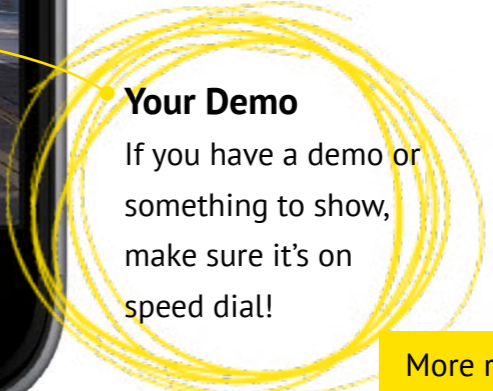 Your Demo
If you have a demo or
something to show,
make sure it’s on
speed dial!
More